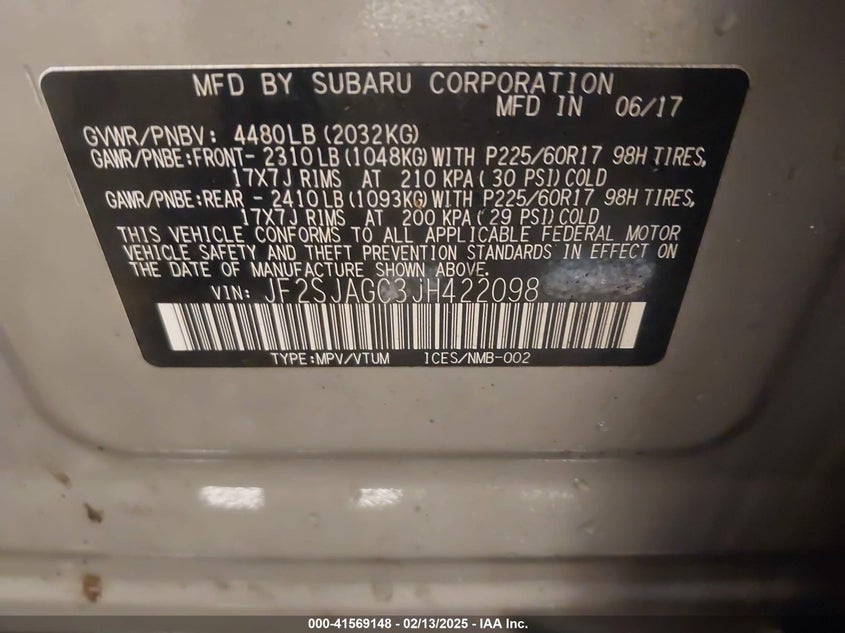 MFD BY SUBARU CORPORATION
MFD IN 06/17
GVWR/PNBV: 4480LB (2032KG)
GAWR/PNBE:FRONT- 2310LB (1048KG) WITH P225/60R17 98H TIRES,
17X7J RIMS AT 210 KPA ( 30 PSI) COLD
GAWR/PNBE:REAR - 2410LB (1093KG) WITH P225/60R17 98H TIRES,
17X7J RIMS AT 200 KPA ( 29 PSI) COLD
THIS VEHICLE CONFORMS TO ALL APPLICABLE FEDERAL MOTOR
VEHICLE SAFETY AND THEFT PREVENTION STANDARDS IN EFFECT ON
THE DATE OF MANUFACTURE SHOWN ABOVE.
VIN: JF2SJAGC3JH422098
TYPE:MPV/VTUM ICES/NMB-002
000-41569148 - 02/13/2025 - IAA Inc.